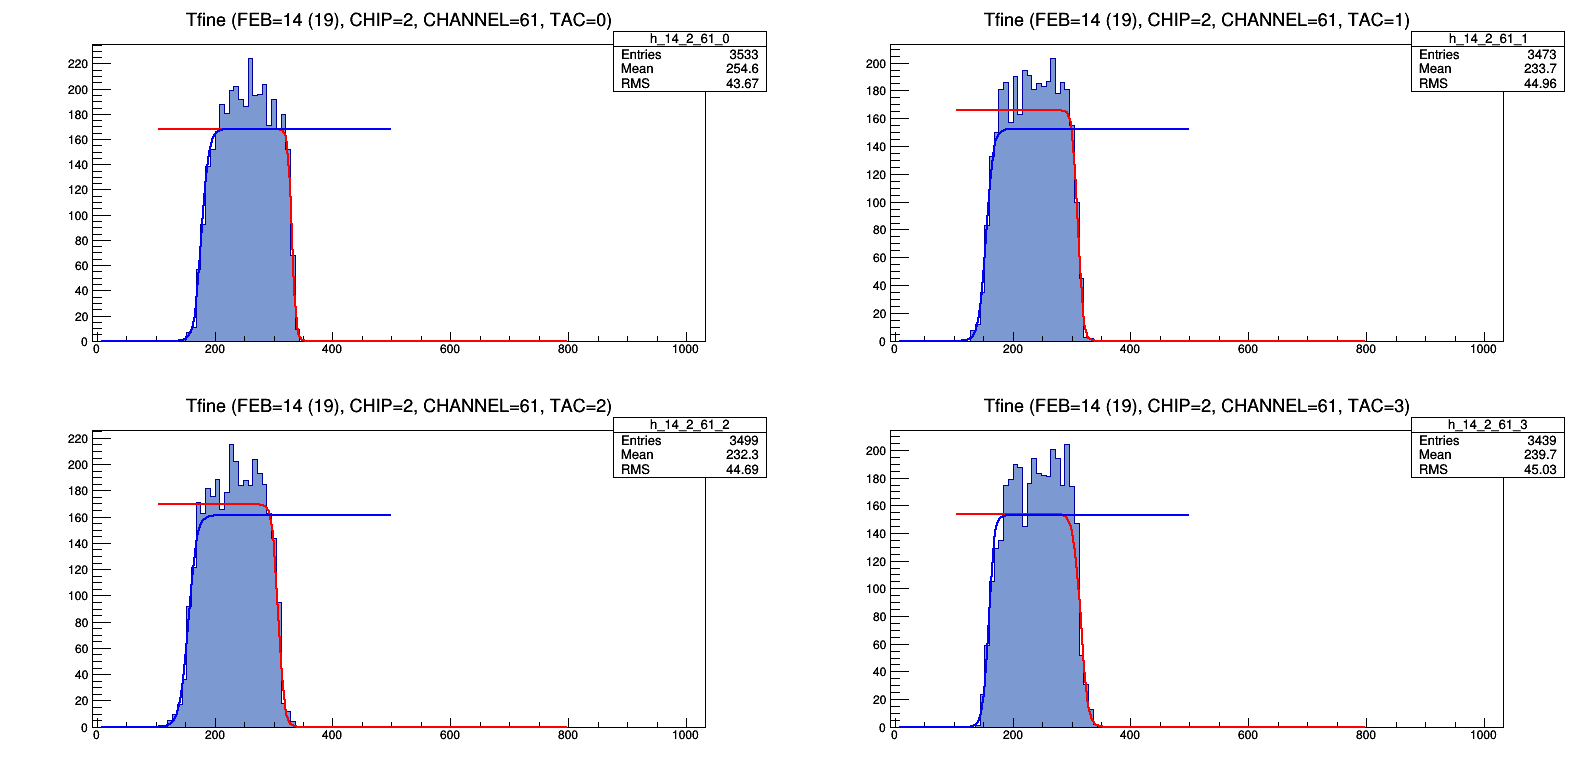 Tfine (FEB=14 (19), CHIP=2, CHANNEL=61, TAC=0)
h_14_2_61_0
Entries 3533
Mean 254.6
RMS 43.67
220
200
180
160
140
120
100
80
60
40
20
0
0 200 400 600 800 1000
Tfine (FEB=14 (19), CHIP=2, CHANNEL=61, TAC=1)
h_14_2_61_1
Entries 3473
Mean 233.7
RMS 44.96
200
180
160
140
120
100
80
60
40
20
0
0 200 400 600 800 1000
Tfine (FEB=14 (19), CHIP=2, CHANNEL=61, TAC=2)
h_14_2_61_2
Entries 3499
Mean 232.3
RMS 44.69
220
200
180
160
140
120
100
80
60
40
20
0
0 200 400 600 800 1000
Tfine (FEB=14 (19), CHIP=2, CHANNEL=61, TAC=3)
h_14_2_61_3
Entries 3439
Mean 239.7
RMS 45.03
200
180
160
140
120
100
80
60
40
20
0
0 200 400 600 800 1000